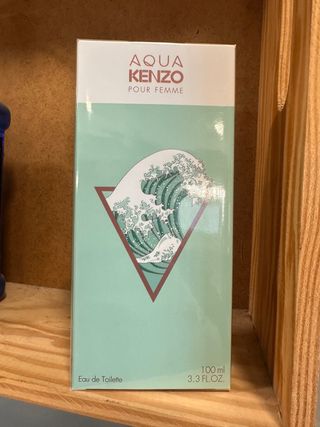 AQUA
KENZO
POUR FEMME
Eau de Toilette
100 ml
3.3 FL.OZ.